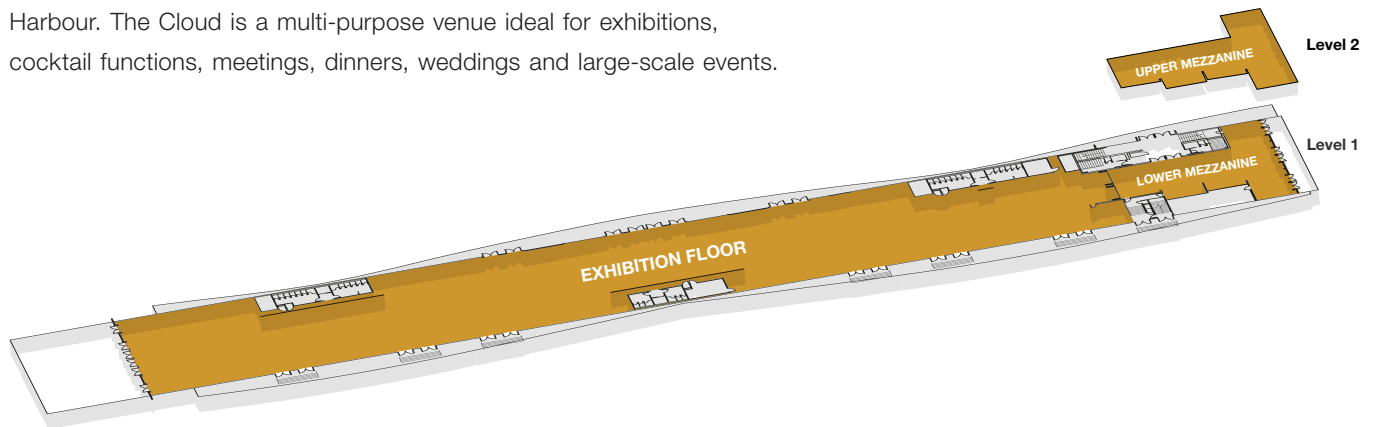 Harbour. The Cloud is a multi-purpose venue ideal for exhibitions,
cocktail functions, meetings, dinners, weddings and large-scale events.
Level 2
UPPER MEZZANINE
Level 1
LOWER MEZZANINE
EXHIBITION FLOOR